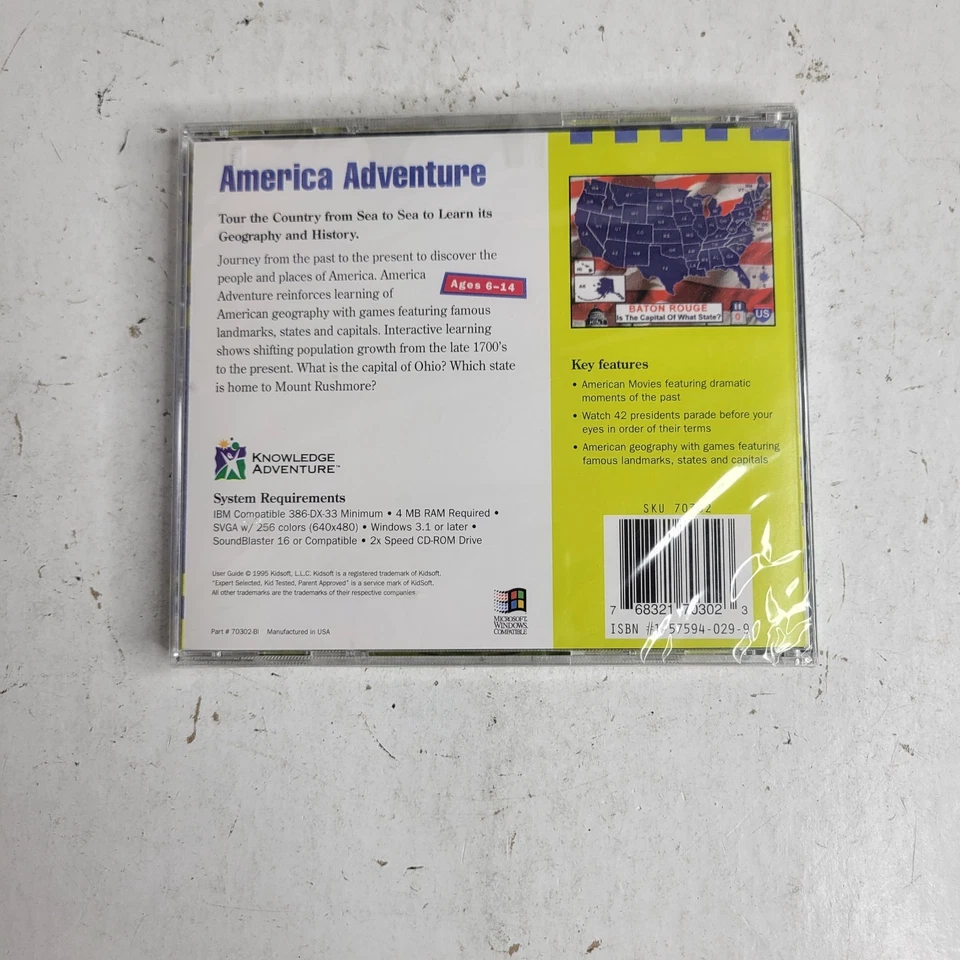 America Adventure
Tour the Country from Sea to Sea to Learn its
Geography and History.
Journey from the past to the present to discover the
people and places of America. America
Adventure reinforces learning of
American geography with games featuring famous
landmarks, states and capitals. Interactive learning
shows shifting population growth from the late 1700's
to the present. What is the capital of Ohio? Which state
is home to Mount Rushmore?
Ages 6–14
KNOWLEDGE
ADVENTURE™
System Requirements
IBM Compatible 386-DX-33 Minimum • 4 MB RAM Required •
SVGA w/ 256 colors (640x480) • Windows 3.1 or later •
SoundBlaster 16 or Compatible • 2x Speed CD-ROM Drive
User Guide © 1995 Kidsoft, L.L.C. Kidsoft is a registered trademark of Kidsoft.
"Expert Selected, Kid Tested, Parent Approved" is a service mark of KidSoft.
All other trademarks are the trademarks of their respective companies.
Part # 70302-BI Manufactured in USA
MICROSOFT
WINDOWS
COMPATIBLE
BATON ROUGE
Is The Capital Of What State?
0
US
Key features
• American Movies featuring dramatic
moments of the past
• Watch 42 presidents parade before your
eyes in order of their terms
• American geography with games featuring
famous landmarks, states and capitals
SKU
7 68321 70302 3
ISBN #1-57594-029-9